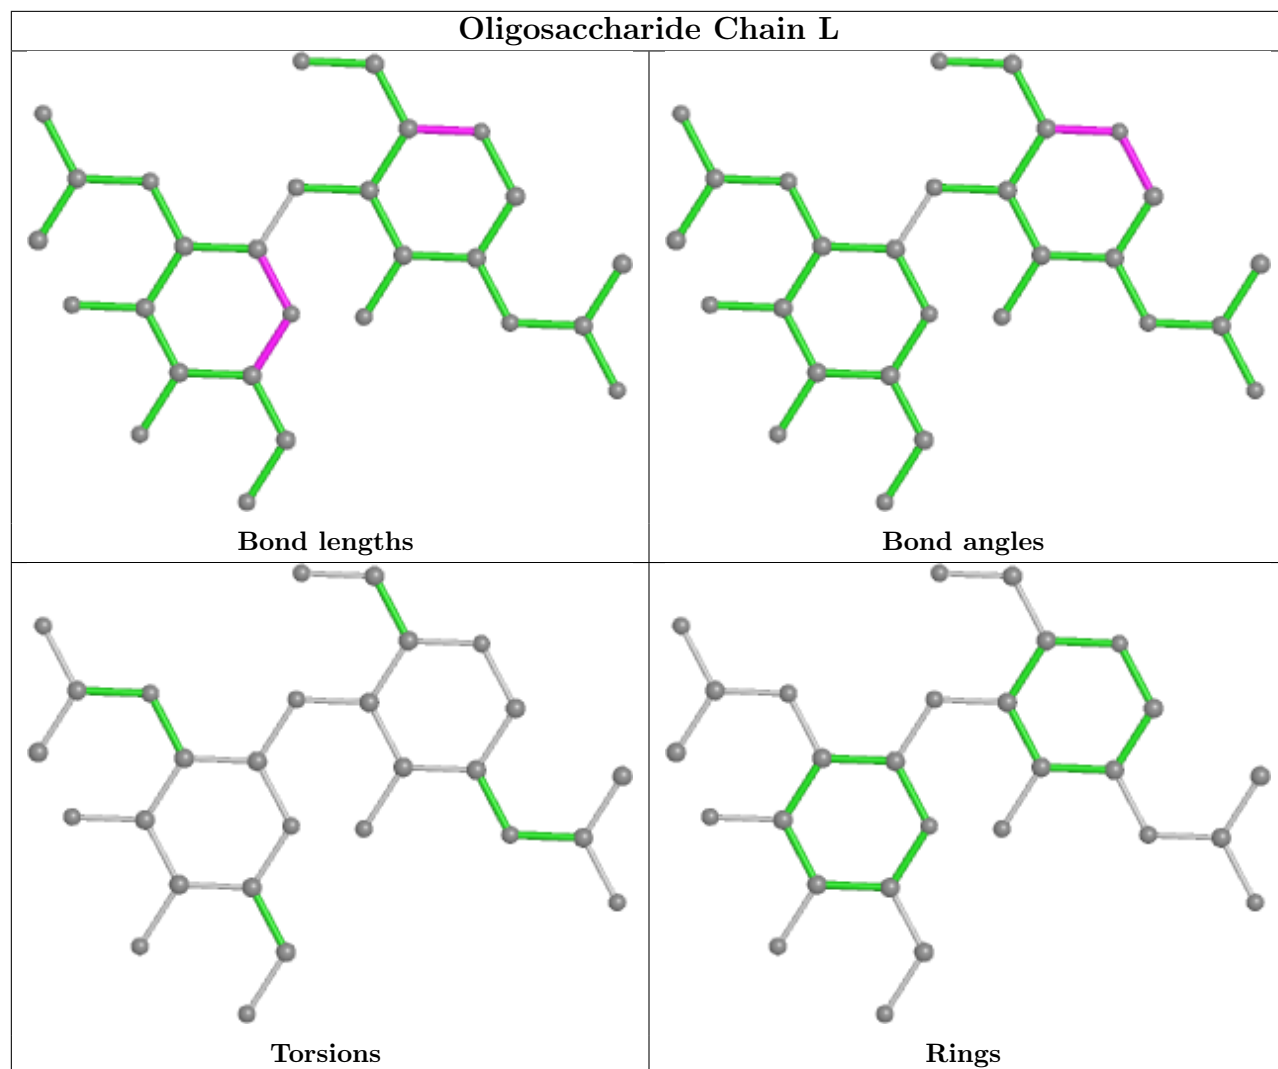 Oligosaccharide Chain L
Bond lengths
Bond angles
Torsions
Rings